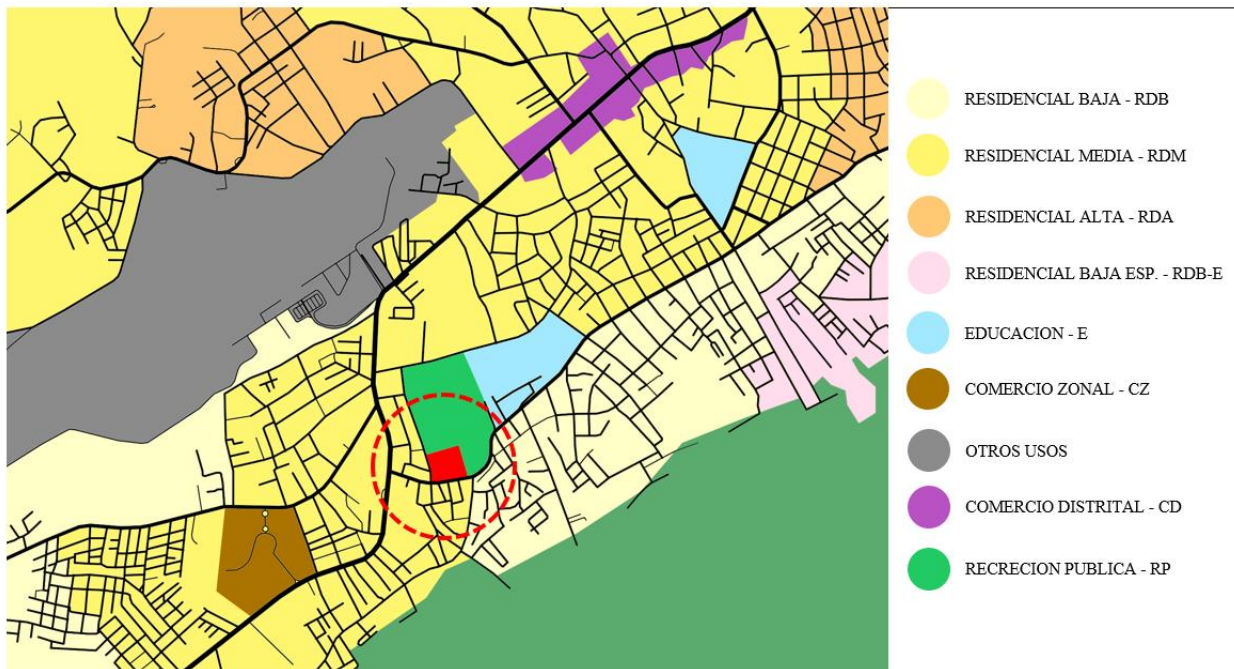 RESIDENCIAL BAJA - RDB
RESIDENCIAL MEDIA - RDM
RESIDENCIAL ALTA - RDA
RESIDENCIAL BAJA ESP. - RDB-E
EDUCACION - E
COMERCIO ZONAL - CZ
OTROS USOS
COMERCIO DISTRITAL - CD
RECRECION PUBLICA - RP